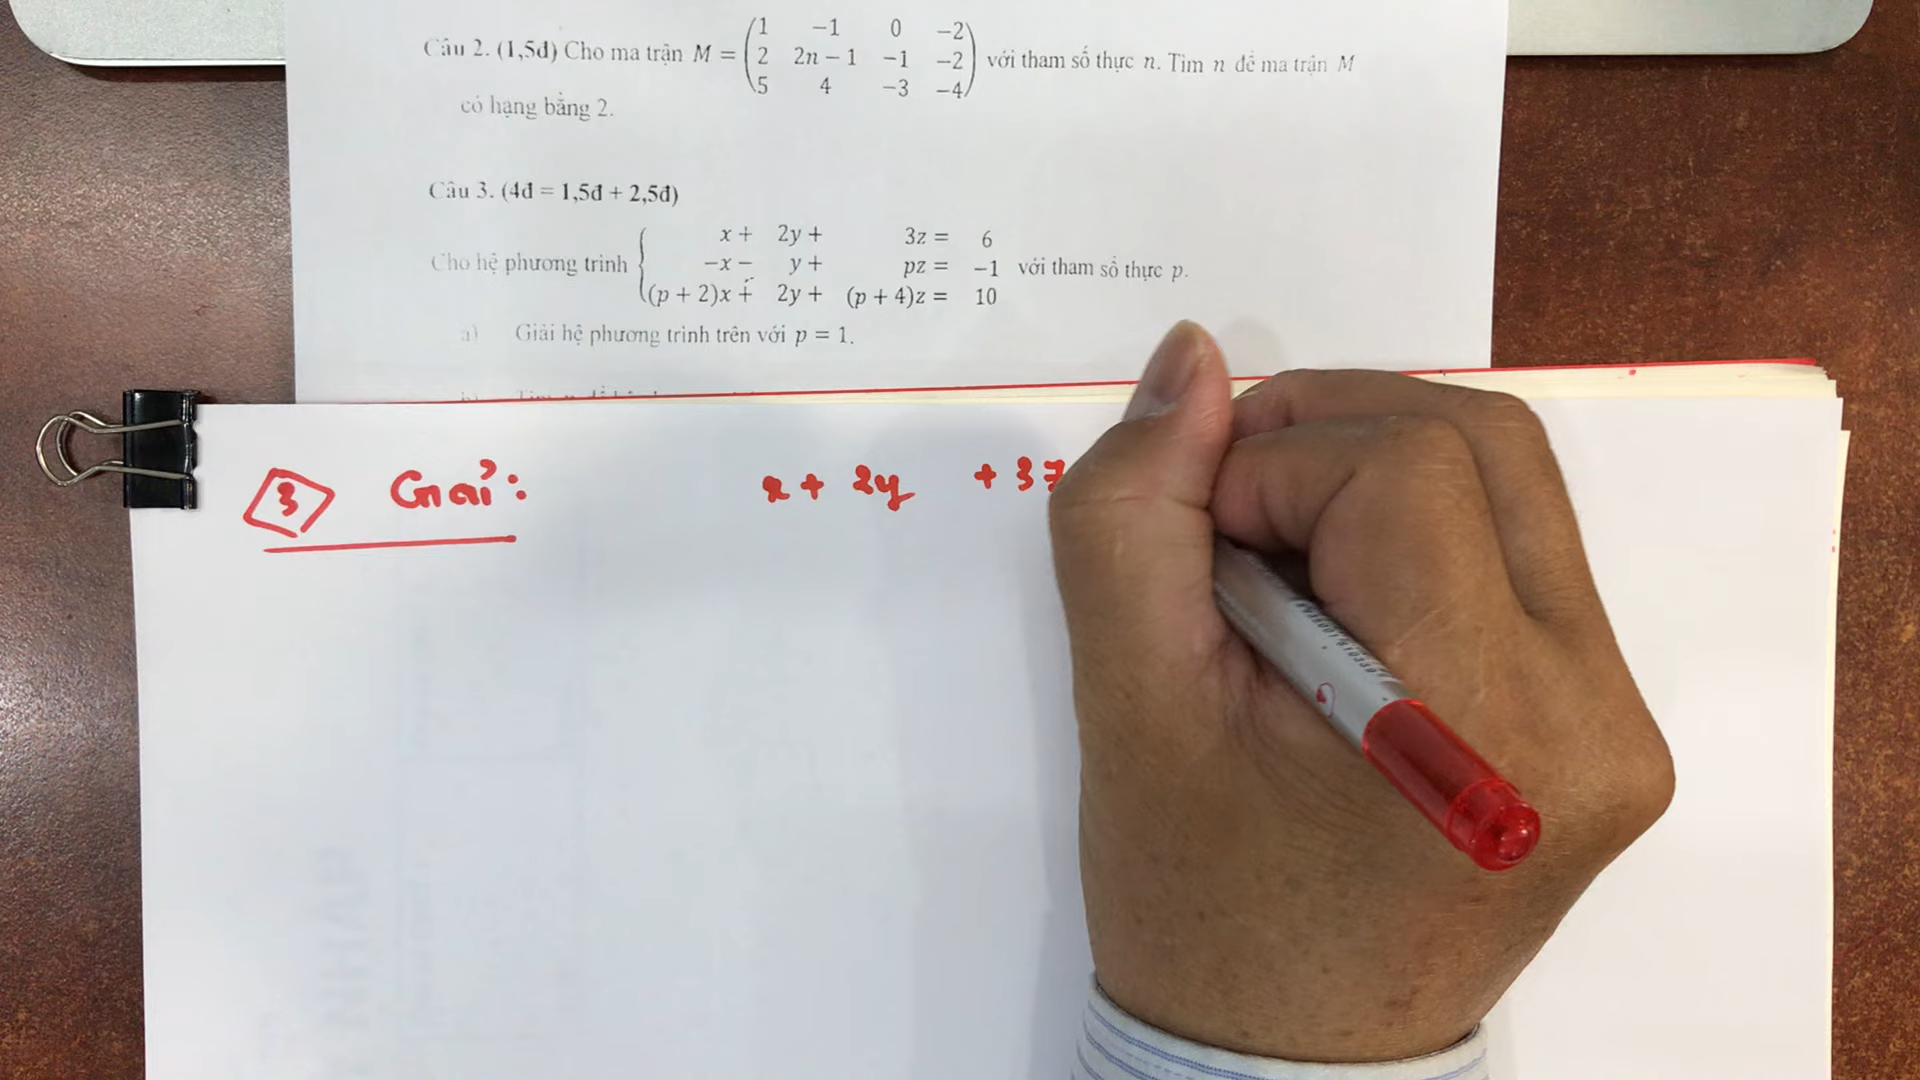 Câu 2. (1,5đ) Cho ma trận M = (1 −1 0 −2
2 2n − 1 −1 −2
5 4 −3 −4) với tham số thực n. Tìm n để ma trận M
có hạng bằng 2.
Câu 3. (4đ = 1,5đ + 2,5đ)
Cho hệ phương trình { x + 2y + 3z = 6
−x − y + pz = −1 với tham số thực p.
(p + 2)x + 2y + (p + 4)z = 10
a) Giải hệ phương trình trên với p = 1.
3 Giải: x + 2y + 3z